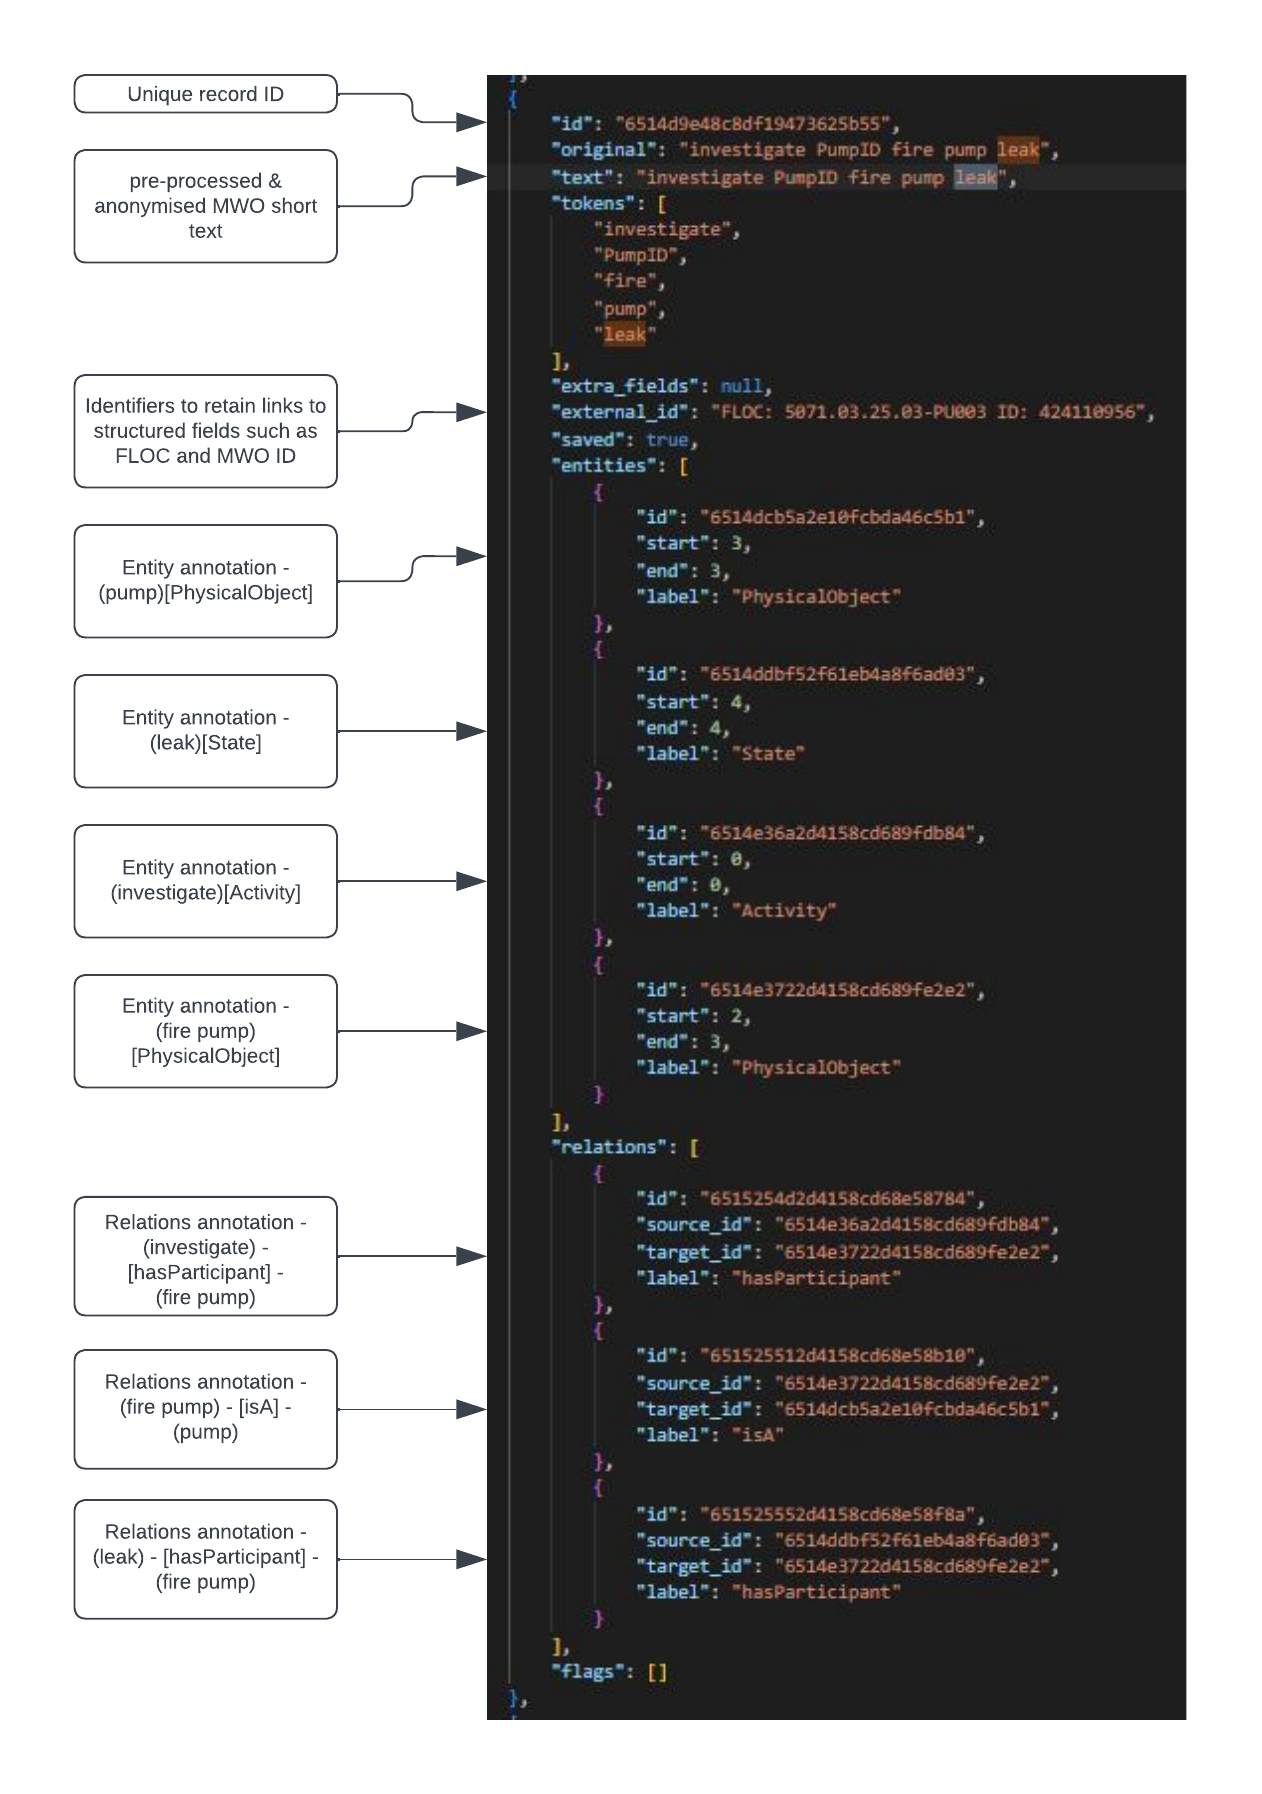 Unique record ID
pre-processed &
anonymised MWO short
text
Identifiers to retain links to
structured fields such as
FLOC and MWO ID
Entity annotation -
(pump)[PhysicalObject]
Entity annotation -
(leak)[State]
Entity annotation -
(investigate)[Activity]
Entity annotation -
(fire pump)
[PhysicalObject]
Relations annotation -
(investigate) -
[hasParticipant] -
(fire pump)
Relations annotation -
(fire pump) - [isA] -
(pump)
Relations annotation -
(leak) - [hasParticipant] -
(fire pump)
},
{
"id": "6514d9e48c8df19473625b55",
"original": "investigate PumpID fire pump leak",
"text": "investigate PumpID fire pump leak",
"tokens": [
"investigate",
"PumpID",
"fire",
"pump",
"leak"
],
"extra_fields": null,
"external_id": "FLOC: 5071.03.25.03-PU003 ID: 424110956",
"saved": true,
"entities": [
{
"id": "6514dcb5a2e10fcbda46c5b1",
"start": 3,
"end": 3,
"label": "PhysicalObject"
},
{
"id": "6514ddbf52f61eb4a8f6ad03",
"start": 4,
"end": 4,
"label": "State"
},
{
"id": "6514e36a2d4158cd689fdb84",
"start": 0,
"end": 0,
"label": "Activity"
},
{
"id": "6514e3722d4158cd689fe2e2",
"start": 2,
"end": 3,
"label": "PhysicalObject"
}
],
"relations": [
{
"id": "6515254d2d4158cd68e58784",
"source_id": "6514e36a2d4158cd689fdb84",
"target_id": "6514e3722d4158cd689fe2e2",
"label": "hasParticipant"
},
{
"id": "651525512d4158cd68e58b10",
"source_id": "6514e3722d4158cd689fe2e2",
"target_id": "6514dcb5a2e10fcbda46c5b1",
"label": "isA"
},
{
"id": "651525552d4158cd68e58f8a",
"source_id": "6514ddbf52f61eb4a8f6ad03",
"target_id": "6514e3722d4158cd689fe2e2",
"label": "hasParticipant"
}
],
"flags": []
},